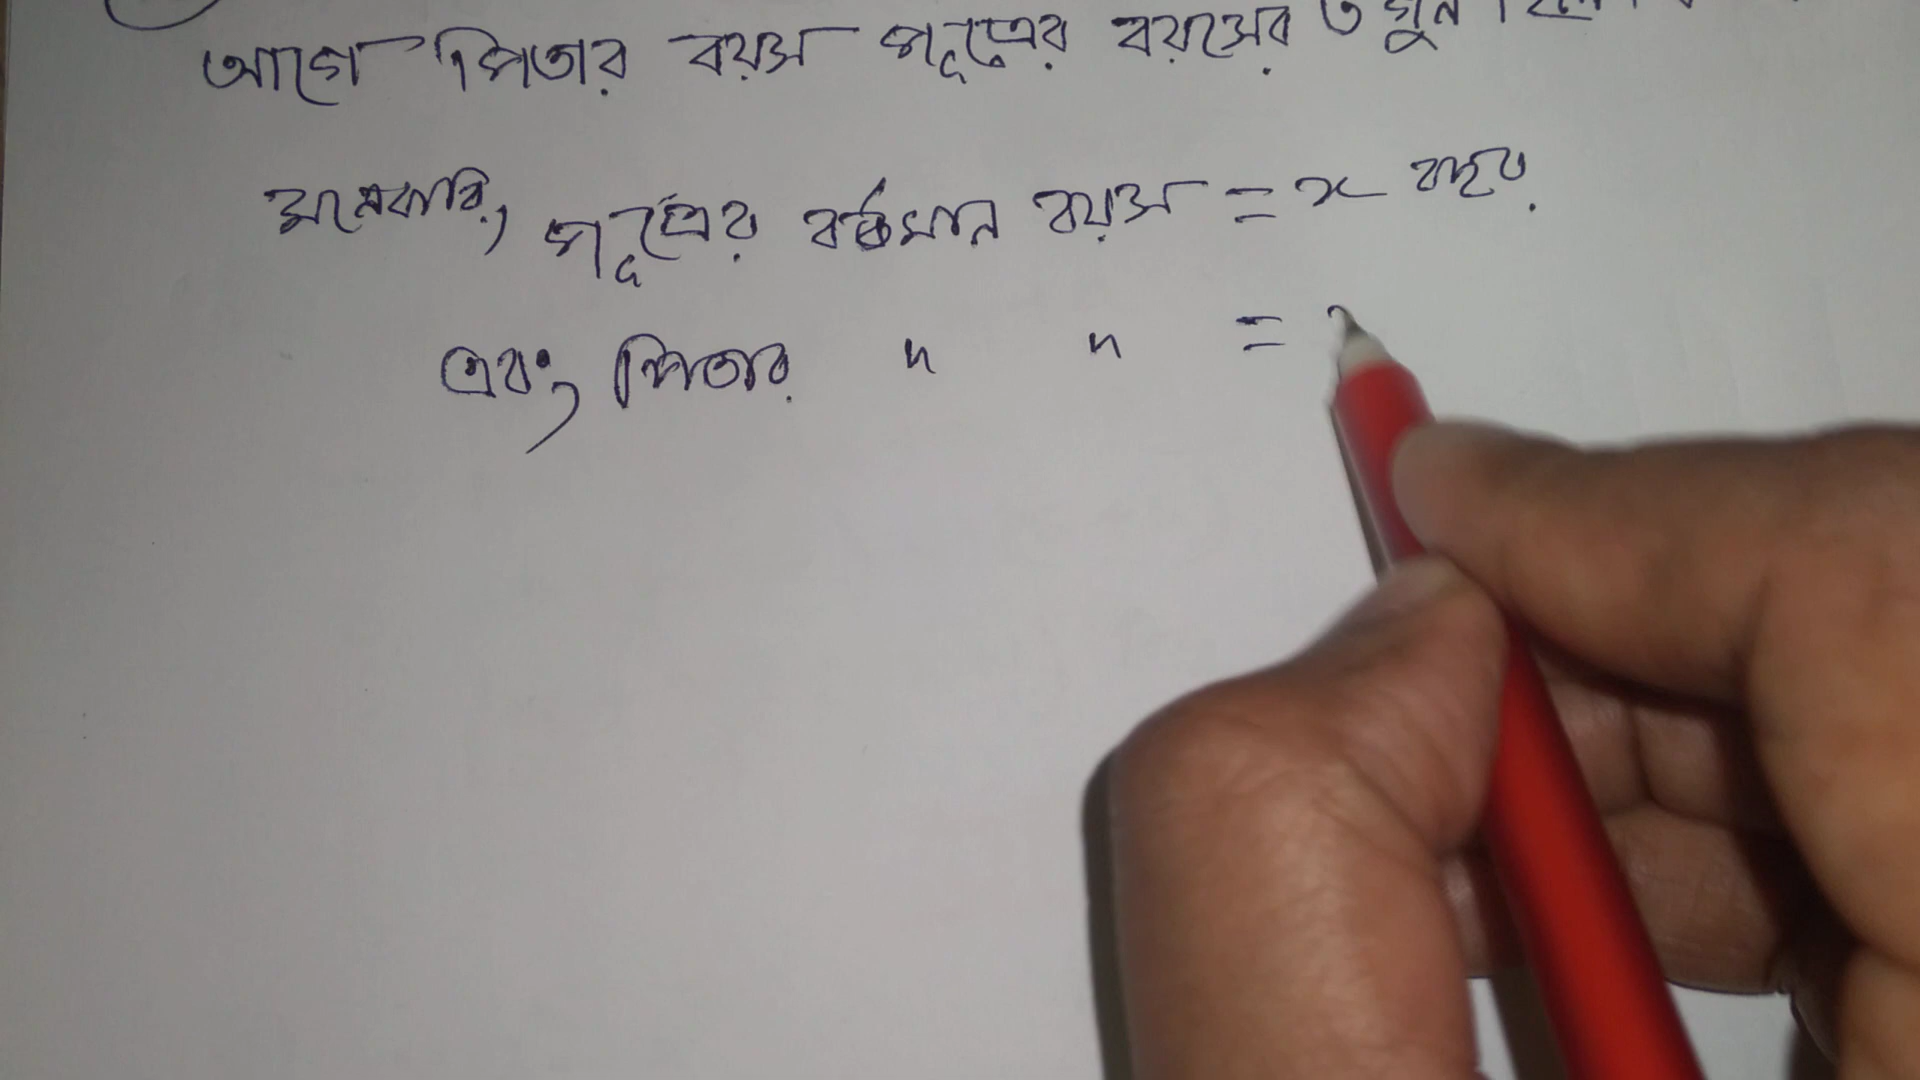 আগে পিতার বয়স পুত্রের বয়সের ৩ গুন
মনেকরি, পুত্রের বর্তমান বয়স = x বছর
এবং, পিতার " " =